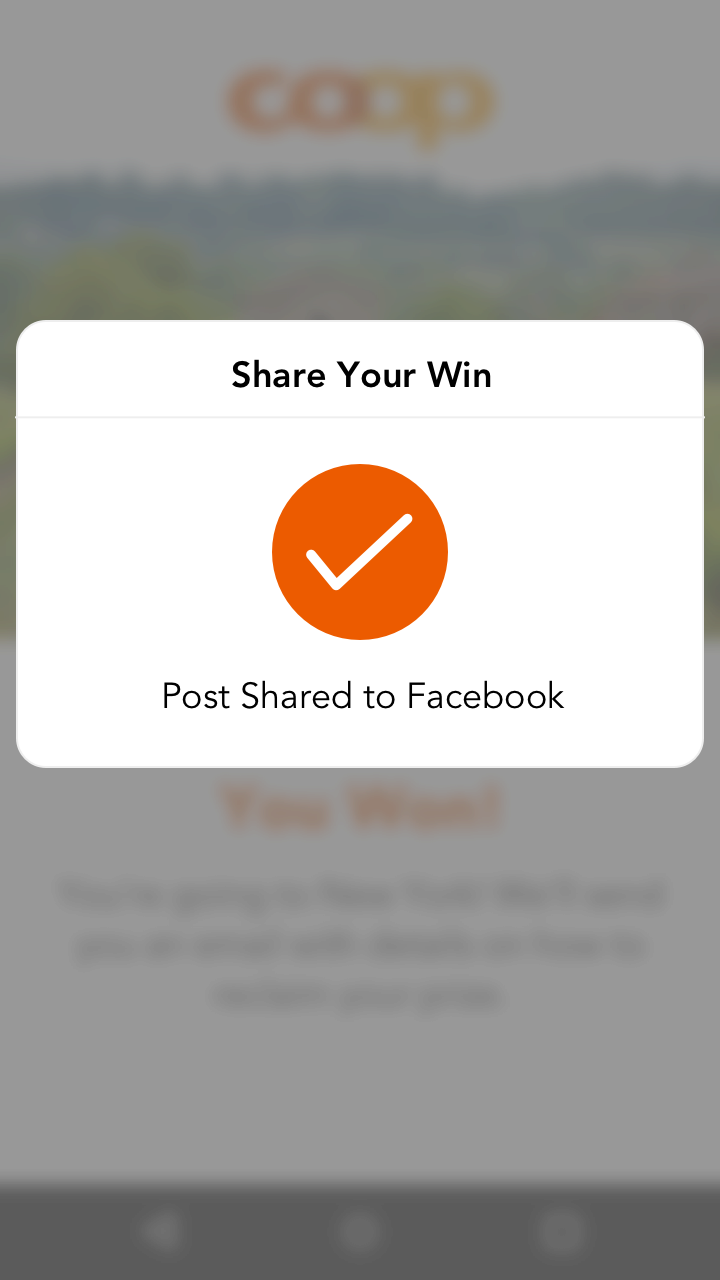 coop
Share Your Win
Post Shared to Facebook
You Won!
You're going to New York! We'll send
you an email with details on how to
reclaim your prize